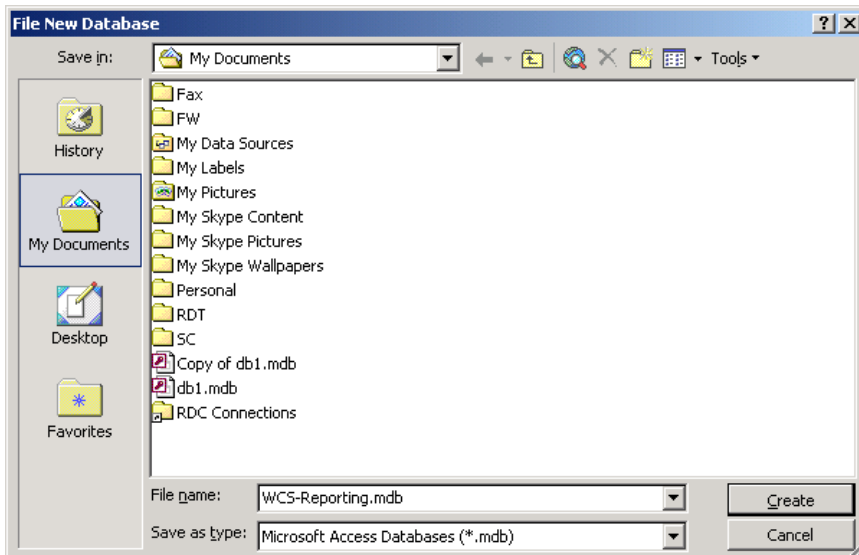 File New Database
Save in: My Documents Tools
History
My Documents
Desktop
Favorites
Fax
FW
My Data Sources
My Labels
My Pictures
My Skype Content
My Skype Pictures
My Skype Wallpapers
Personal
RDT
SC
Copy of db1.mdb
db1.mdb
RDC Connections
File name: WCS-Reporting.mdb Create
Save as type: Microsoft Access Databases (*.mdb) Cancel